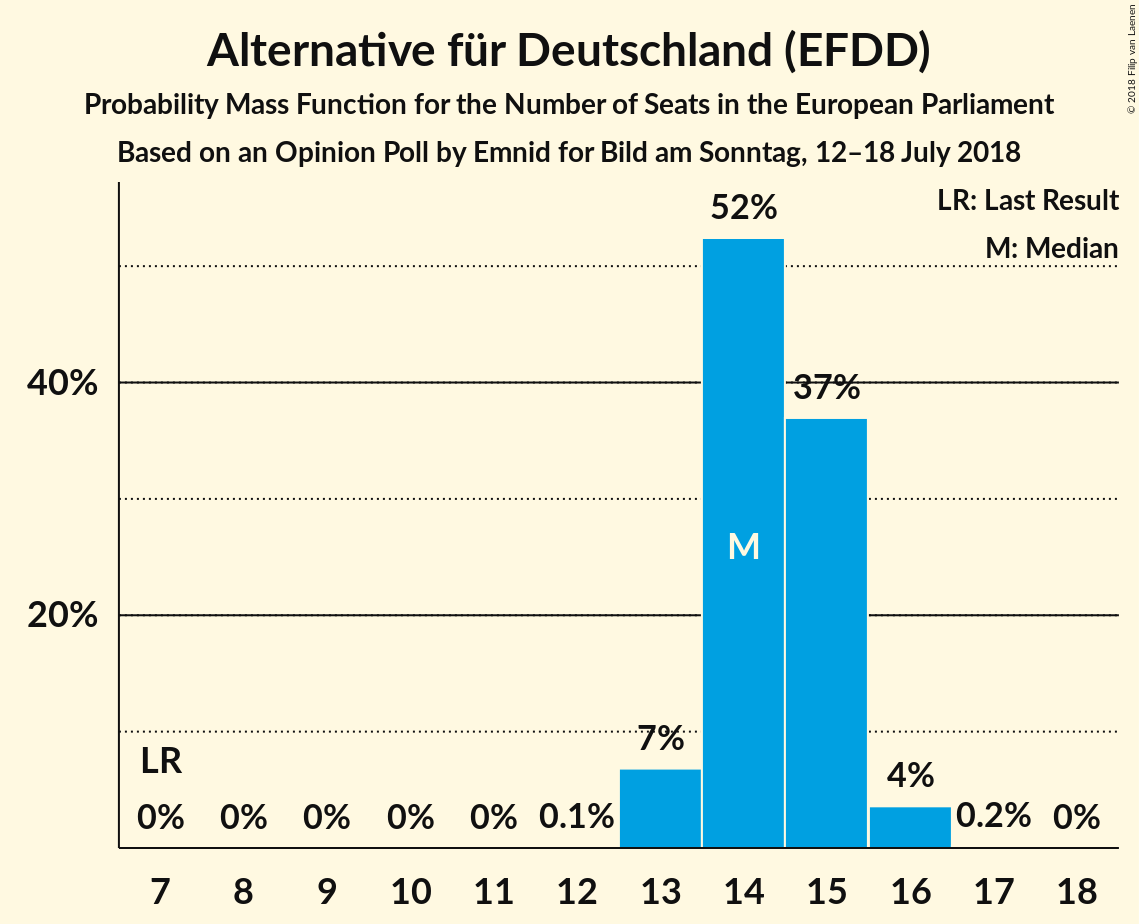 Alternative für Deutschland (EFDD)
Probability Mass Function for the Number of Seats in the European Parliament
Based on an Opinion Poll by Emnid for Bild am Sonntag, 12–18 July 2018
© 2018 Filip van Laenen
LR: Last Result
M: Median
52%
40%
37%
M
20%
7%
LR
4%
0% 0% 0% 0% 0% 0.1% 0.2% 0%
7 8 9 10 11 12 13 14 15 16 17 18